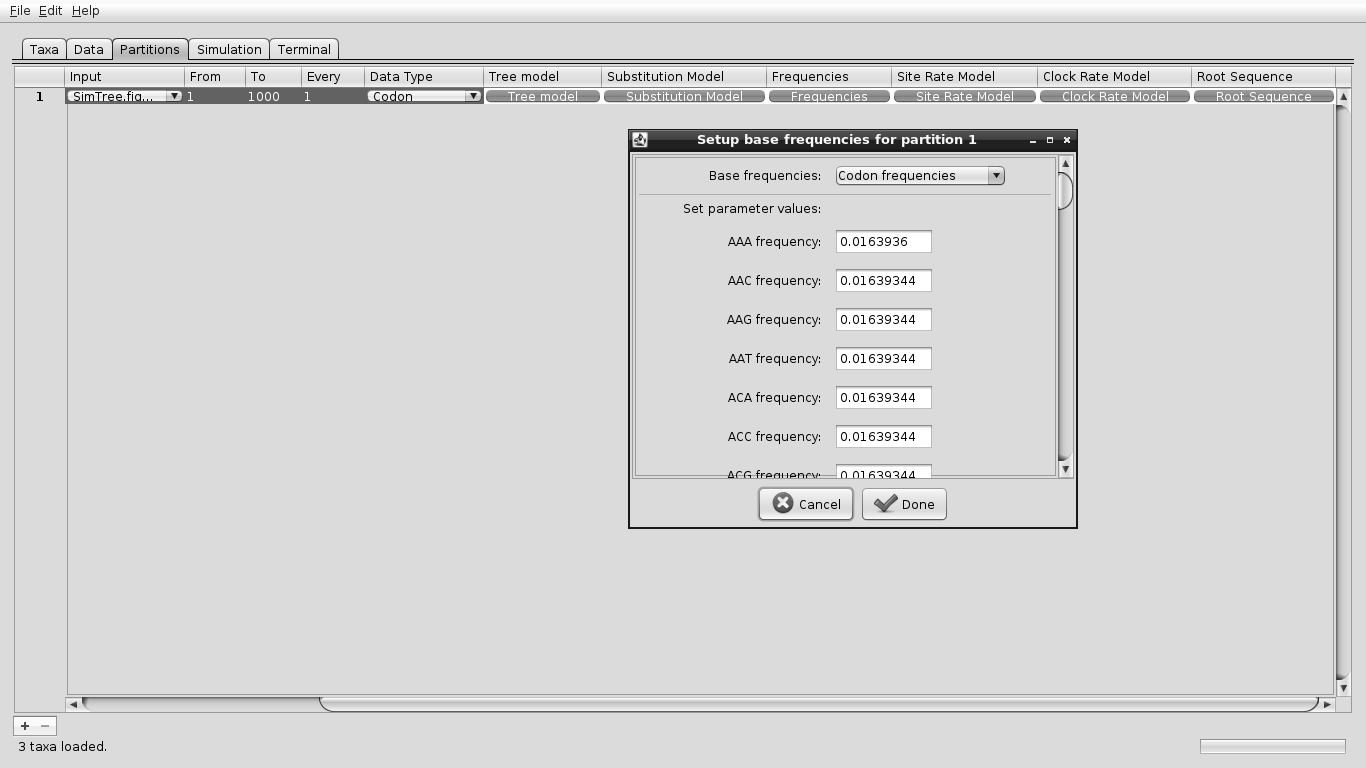 File Edit Help
Taxa Data Partitions Simulation Terminal
Input From To Every Data Type Tree model Substitution Model Frequencies Site Rate Model Clock Rate Model Root Sequence
1 SimTree.fig... 1 1000 1 Codon Tree model Substitution Model Frequencies Site Rate Model Clock Rate Model Root Sequence
Setup base frequencies for partition 1
Base frequencies: Codon frequencies
Set parameter values:
AAA frequency: 0.0163936
AAC frequency: 0.01639344
AAG frequency: 0.01639344
AAT frequency: 0.01639344
ACA frequency: 0.01639344
ACC frequency: 0.01639344
ACG frequency: 0.01639344
Cancel Done
3 taxa loaded.